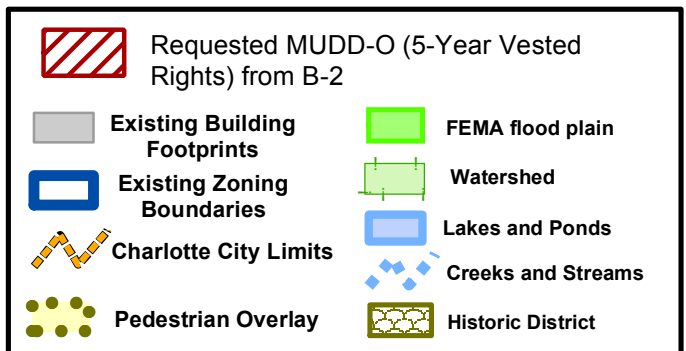 Requested MUDD-O (5-Year Vested
Rights) from B-2
Existing Building
Footprints
Existing Zoning
Boundaries
Charlotte City Limits
Pedestrian Overlay
FEMA flood plain
Watershed
Lakes and Ponds
Creeks and Streams
Historic District